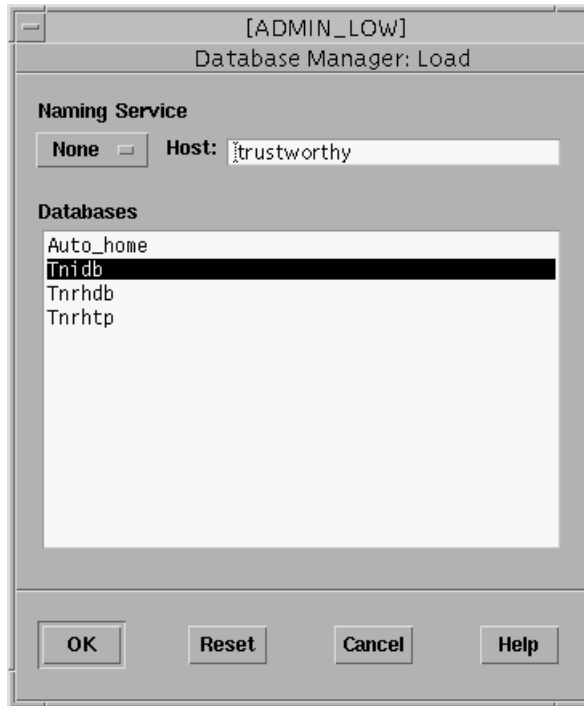 [ADMIN_LOW]
Database Manager: Load
Naming Service
None Host: trustworthy
Databases
Auto_home
Tnidb
Tnrhdb
Tnrhtp
OK Reset Cancel Help